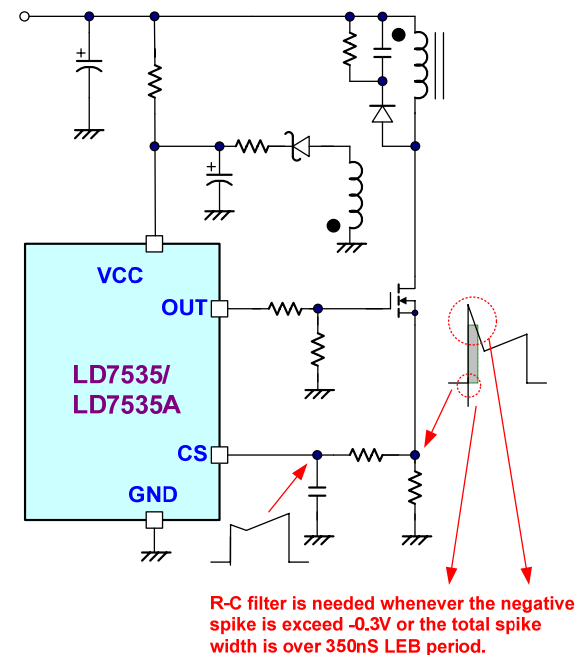 +
+
VCC
OUT
LD7535/
LD7535A
CS
GND
R-C filter is needed whenever the negative
spike is exceed -0.3V or the total spike
width is over 350nS LEB period.